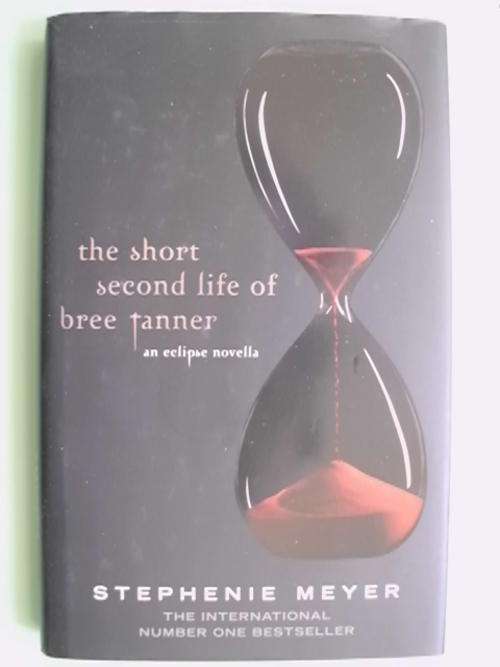 the short
second life of
bree tanner
an eclipse novella
STEPHENIE MEYER
THE INTERNATIONAL
NUMBER ONE BESTSELLER